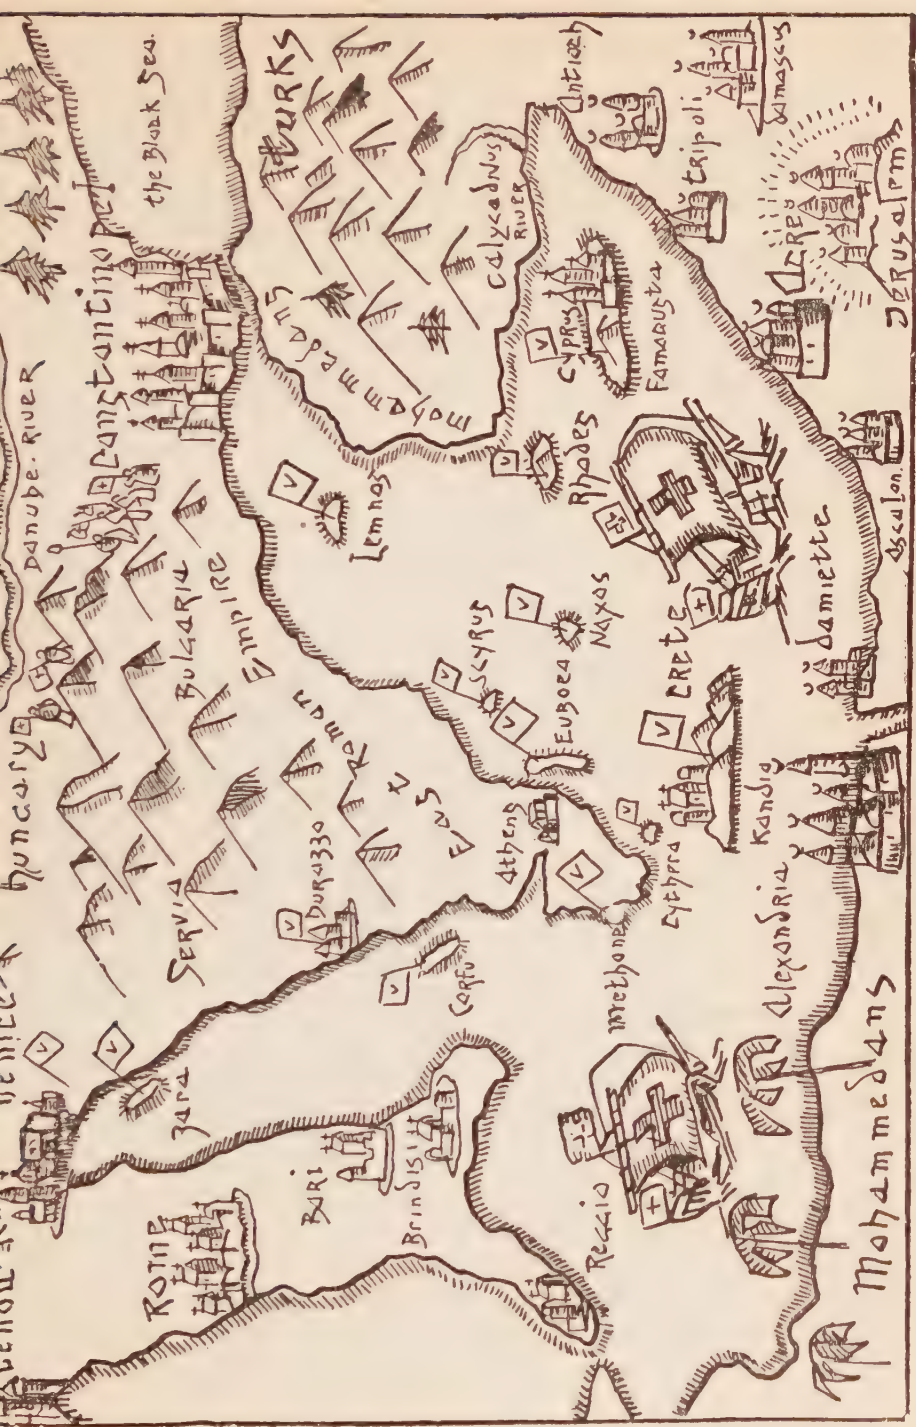 hungary
Danube. River
Constantinopel
the Black Sea.
V
V
Zara
Rome
Servia
Bulgaria
East Roman Empire
Turks
V
Durazzo
Bari
Brindisi
V
Corfu
V
Lemnos
mohammedans
Calycadnus
River
Athens
V
Scyrus
V
Euboea
V
Naxos
V
Rhodes
V
Cyprus
Famagusta
Antioch
Reggio
V
Methone
V
Cythera
V
Crete
Kandia
Tripoli
Damascus
Acre
Jerusalem
Alexandria
Damiette
Ascalon.
Mohammedans